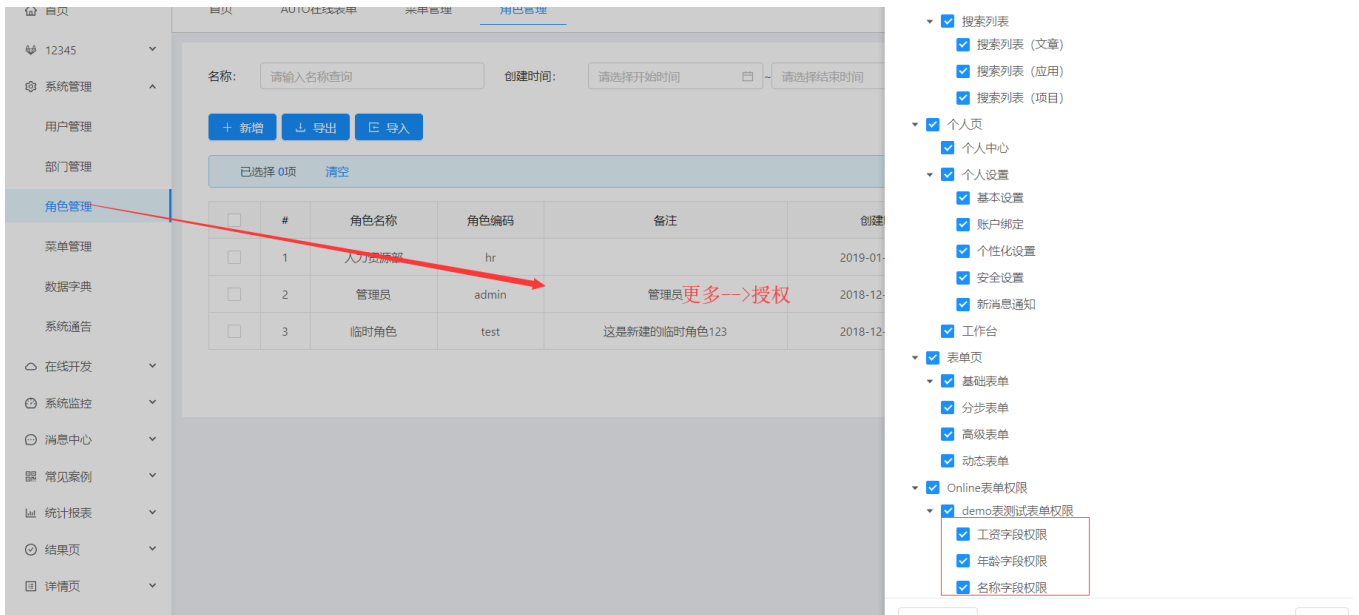 首页
12345
系统管理
用户管理
部门管理
角色管理
菜单管理
数据字典
系统通告
在线开发
系统监控
消息中心
常见案例
统计报表
结果页
详情页
首页 AUTO在线表单 菜单管理 角色管理
名称: 请输入名称查询 创建时间: 请选择开始时间 ~ 请选择结束时间
+ 新增 导出 导入
已选择 0项 清空
# 角色名称 角色编码 备注
1 人力资源部 hr 2019-01-
2 管理员 admin 管理员 2018-12-
更多-->授权
3 临时角色 test 这是新建的临时角色123 2018-12-
搜索列表
搜索列表（文章）
搜索列表（应用）
搜索列表（项目）
个人页
个人中心
个人设置
基本设置
账户绑定
个性化设置
安全设置
新消息通知
工作台
表单页
基础表单
分步表单
高级表单
动态表单
Online表单权限
demo表测试表单权限
工资字段权限
年龄字段权限
名称字段权限